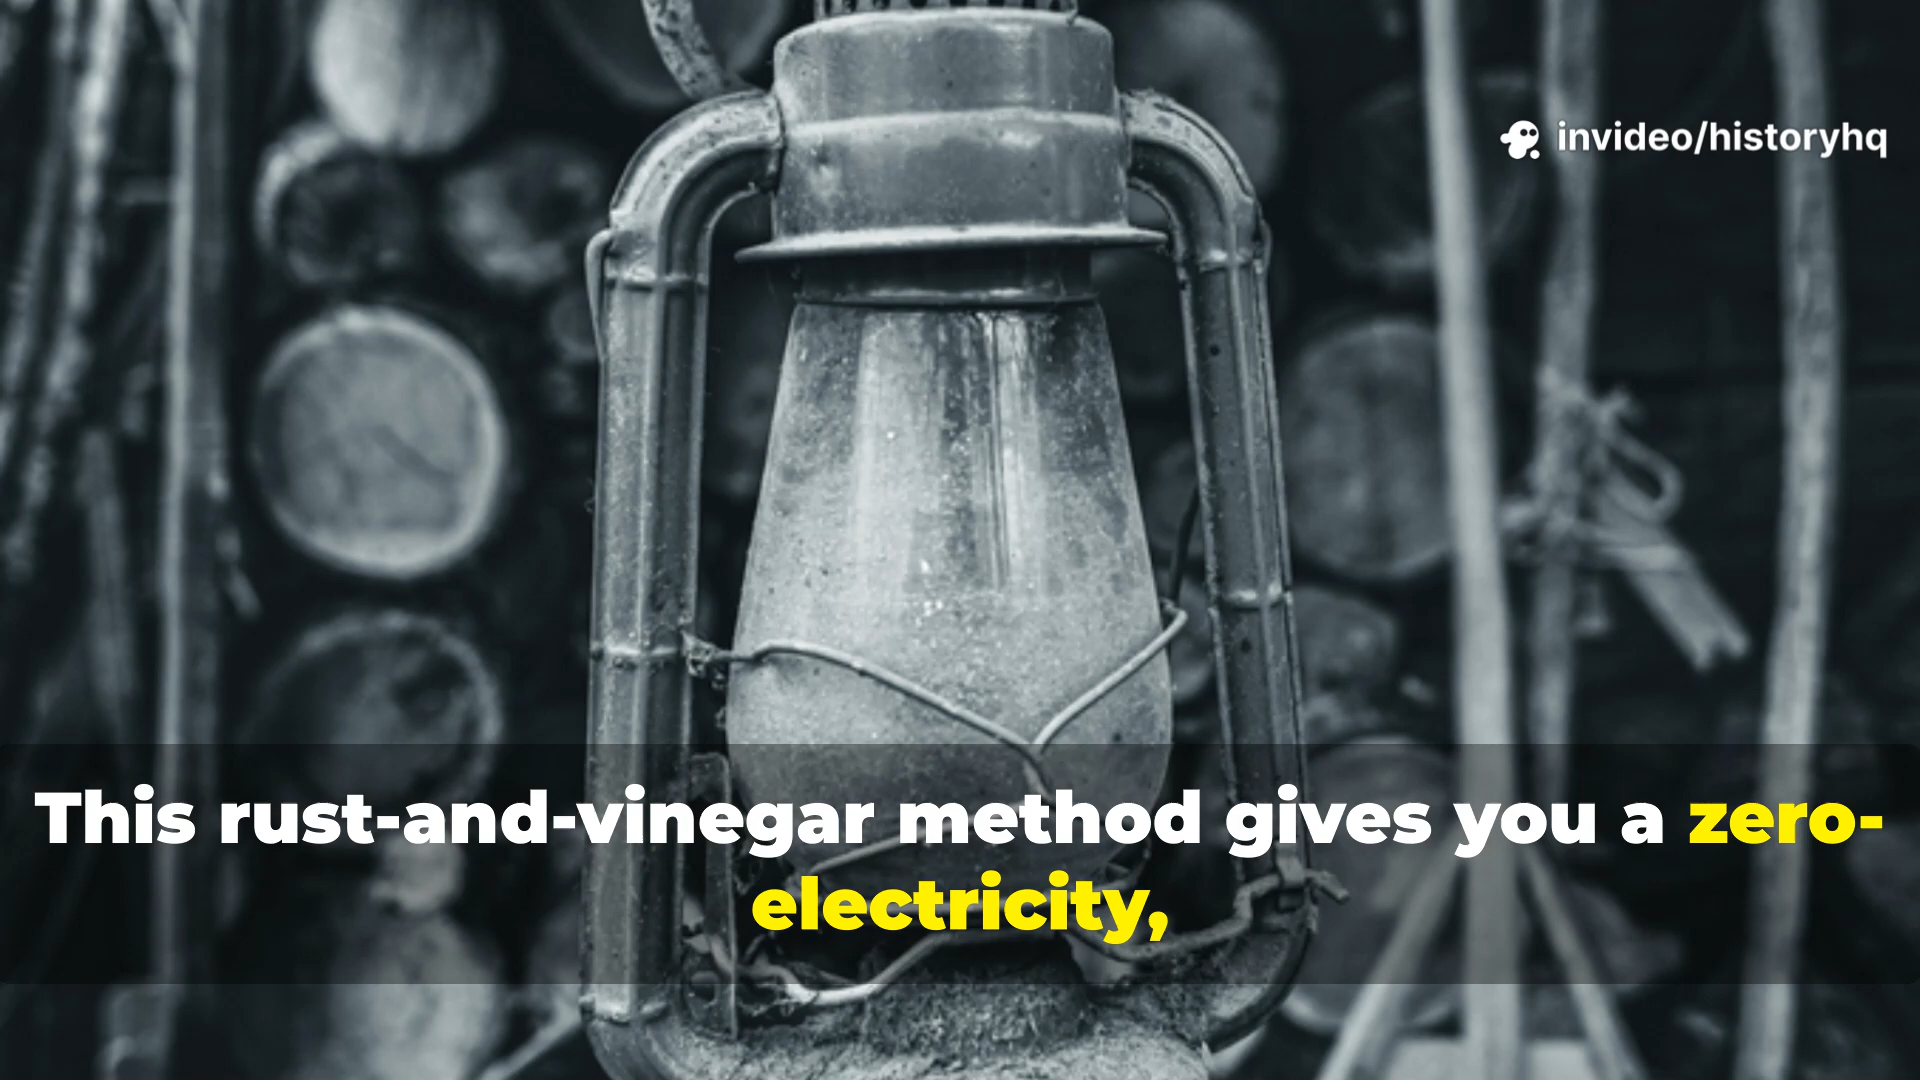 invideo/historyhq
This rust-and-vinegar method gives you a zero-
electricity,